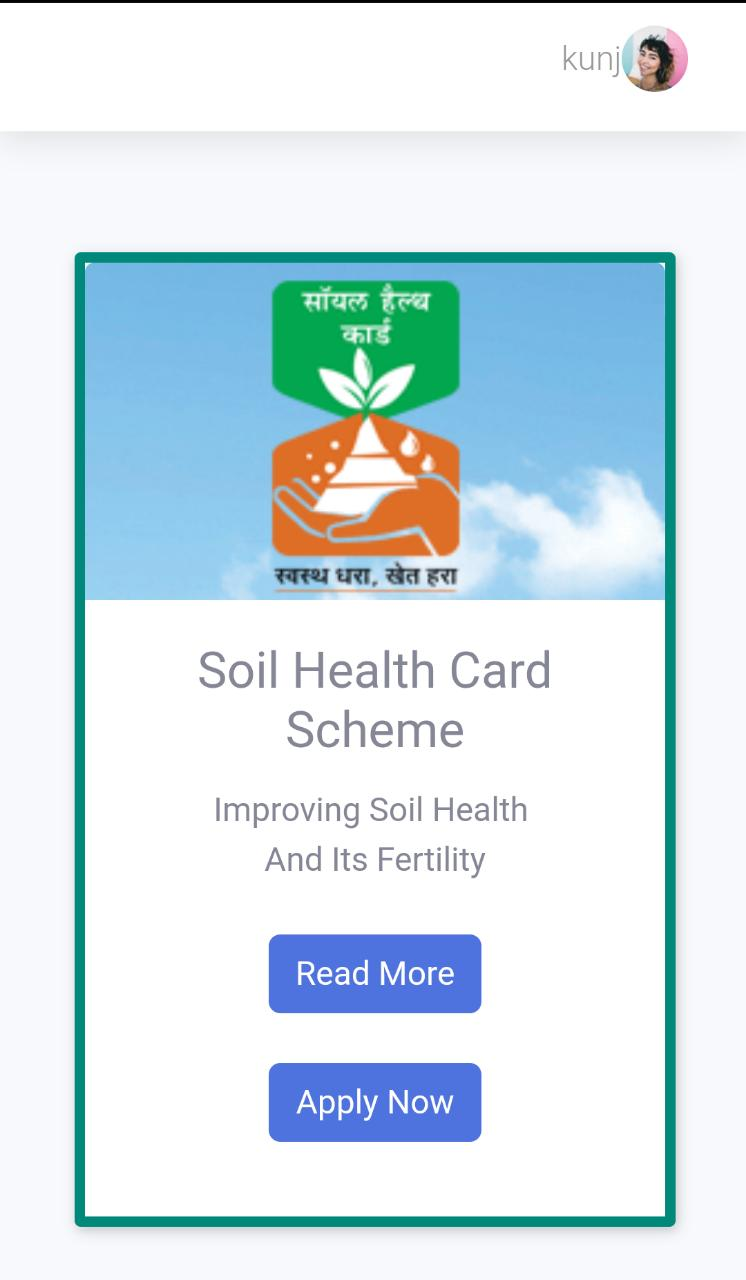 kunj
सॉयल हैल्थ
कार्ड
स्वस्थ धरा, खेत हरा
Soil Health Card
Scheme
Improving Soil Health
And Its Fertility
Read More
Apply Now